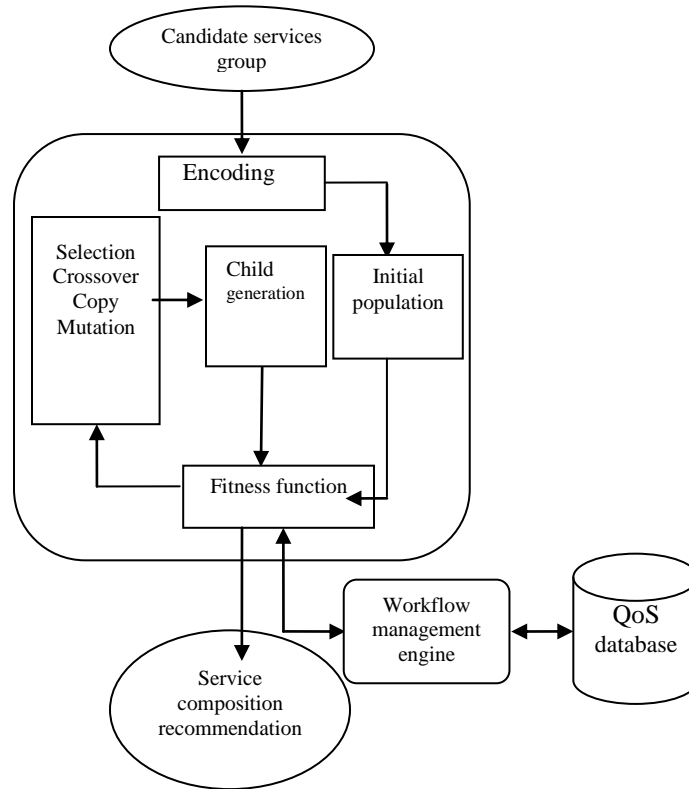 Candidate services
group
Encoding
Selection
Crossover
Copy
Mutation
Child
generation
Initial
population
Fitness function
Workflow
management
engine
QoS
database
Service
composition
recommendation